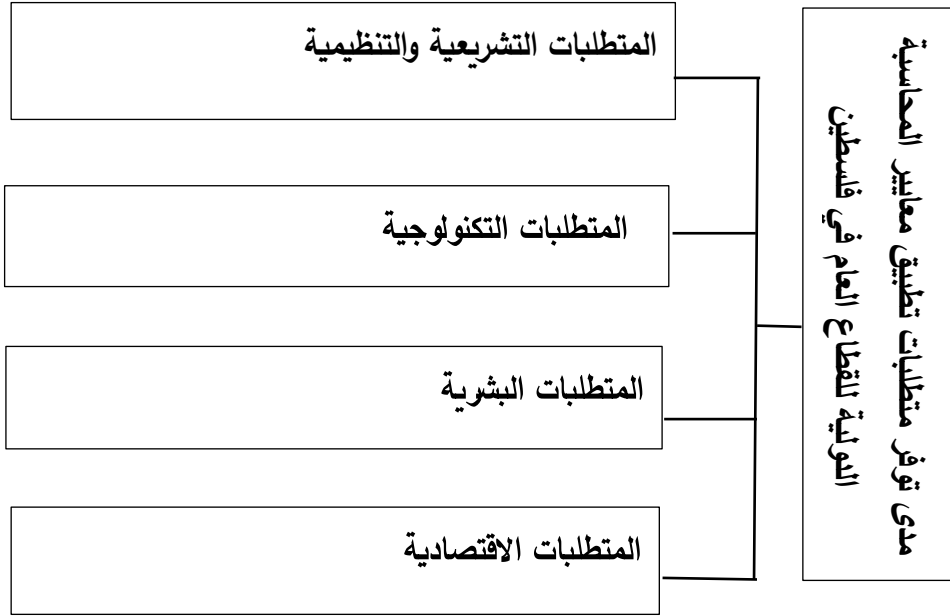 مدى توفر متطلبات تطبيق معايير المحاسبة
الدولية للقطاع العام في فلسطين
المتطلبات التشريعية والتنظيمية
المتطلبات التكنولوجية
المتطلبات البشرية
المتطلبات الاقتصادية